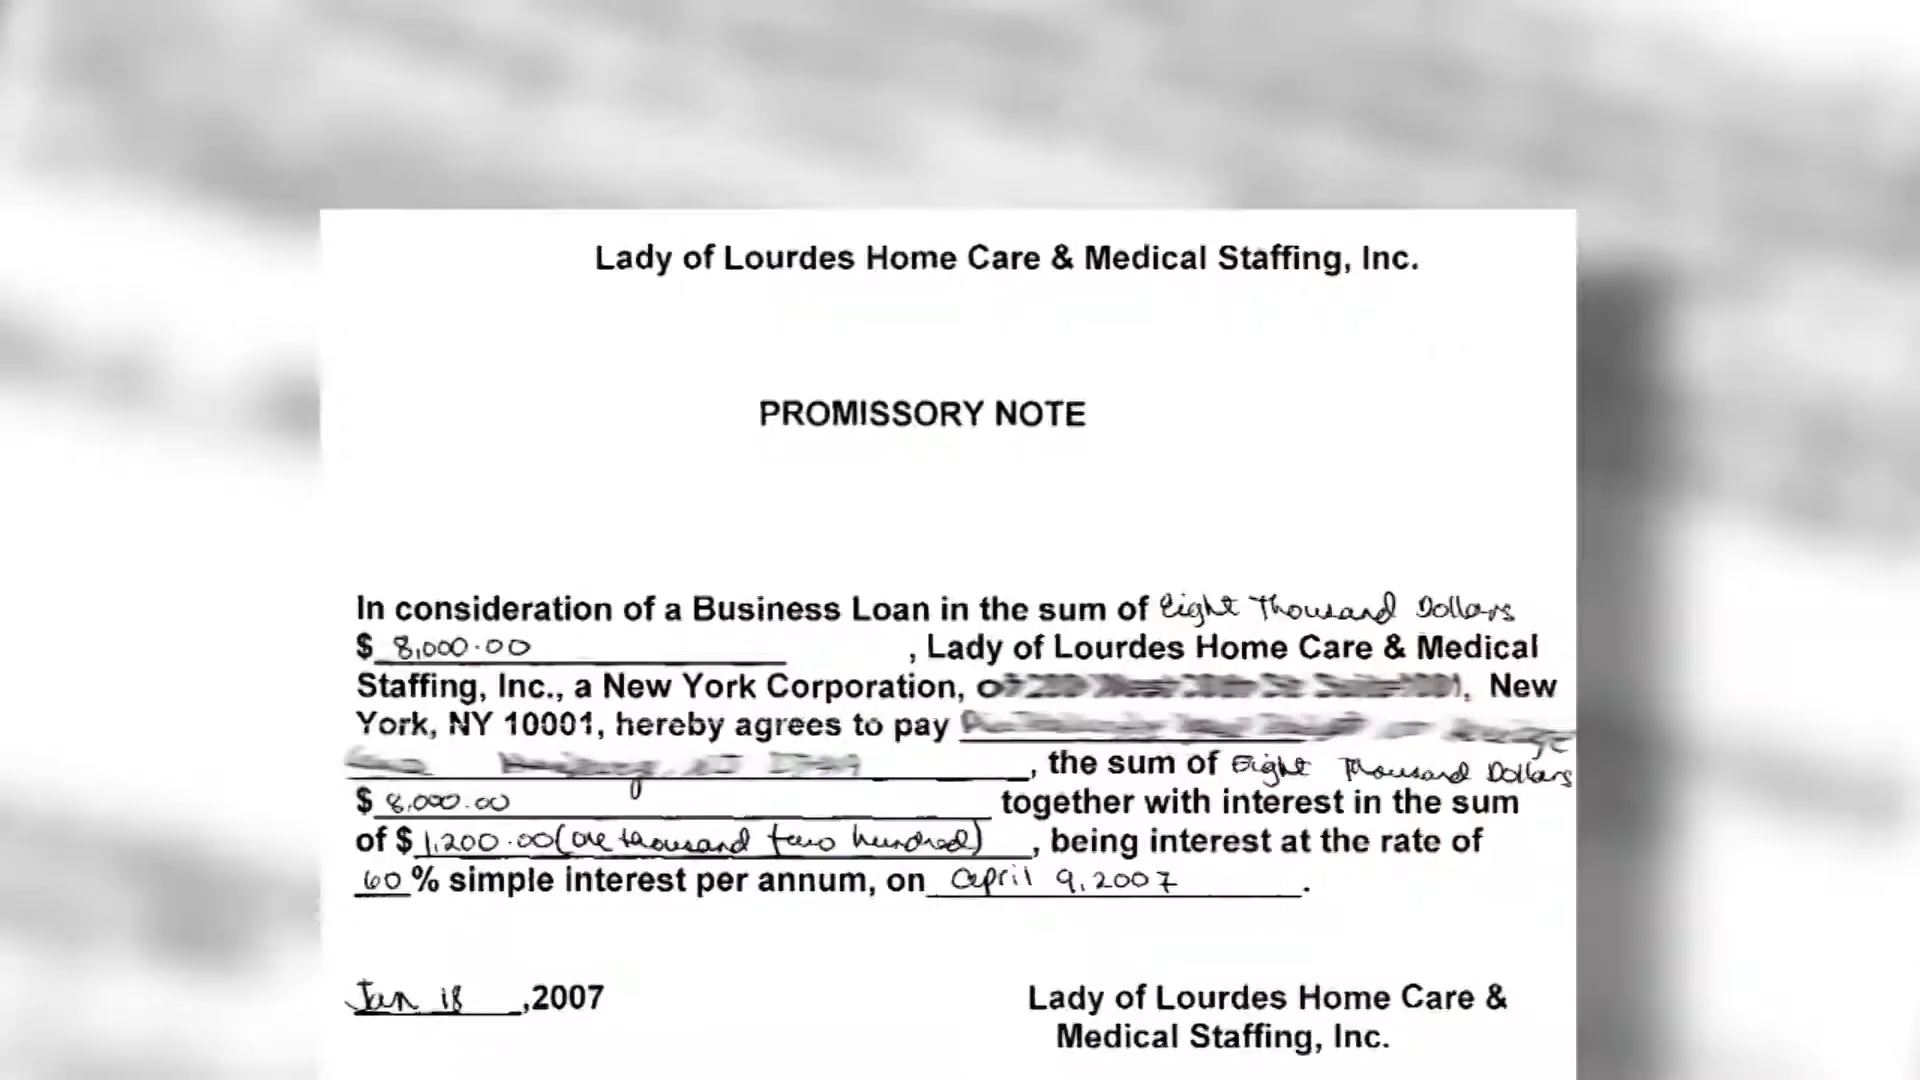 Lady of Lourdes Home Care & Medical Staffing, Inc.
PROMISSORY NOTE
In consideration of a Business Loan in the sum of Eight Thousand Dollars
$ 8,000.00 , Lady of Lourdes Home Care & Medical
Staffing, Inc., a New York Corporation, New
York, NY 10001, hereby agrees to pay
, the sum of Eight Thousand Dollars
$ 8,000.00 together with interest in the sum
of $ 1,200.00 (one thousand two hundred) , being interest at the rate of
60 % simple interest per annum, on April 9, 2007 .
Jan 18 ,2007 Lady of Lourdes Home Care &
Medical Staffing, Inc.